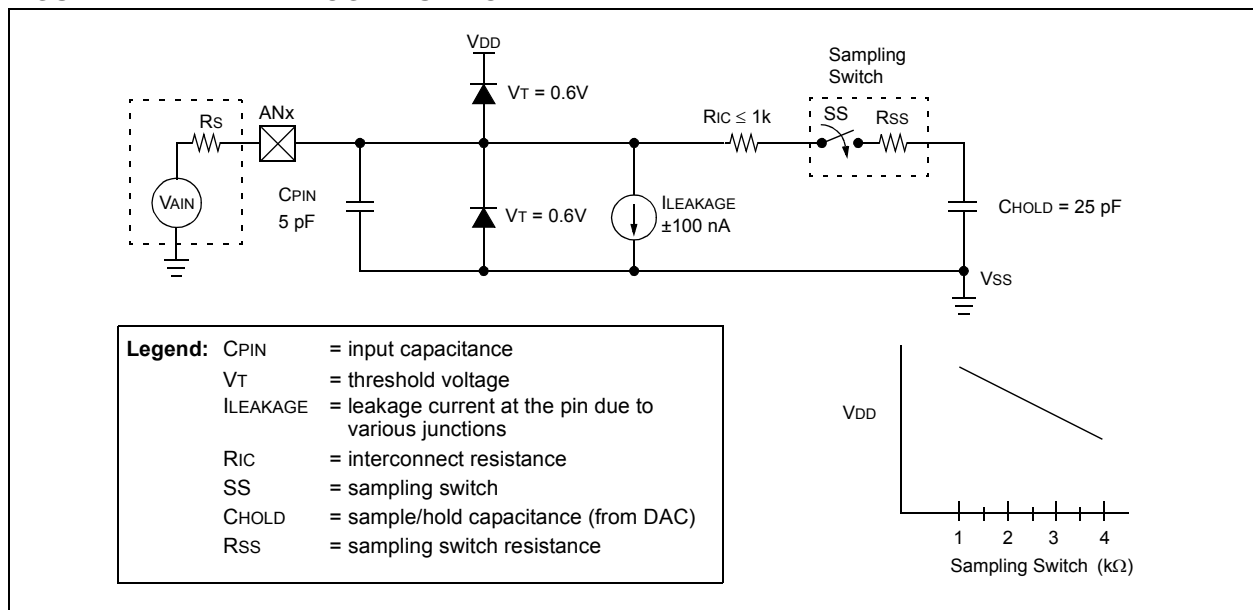 VDD
Sampling
Switch
VT = 0.6V
ANx
RS
RIC ≤ 1k
SS
RSS
VAIN
CPIN
5 pF
VT = 0.6V
ILEAKAGE
±100 nA
CHOLD = 25 pF
VSS
Legend: CPIN = input capacitance
VT = threshold voltage
ILEAKAGE = leakage current at the pin due to
various junctions
RIC = interconnect resistance
SS = sampling switch
CHOLD = sample/hold capacitance (from DAC)
RSS = sampling switch resistance
VDD
1 2 3 4
Sampling Switch (kΩ)